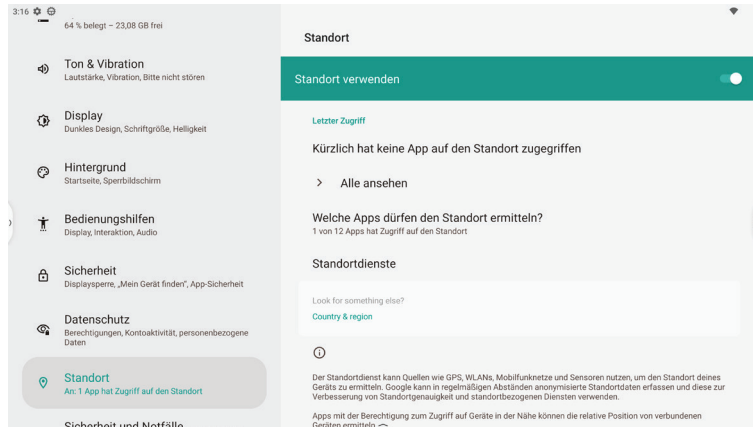 3:16
64 % belegt – 23,08 GB frei
Ton & Vibration
Lautstärke, Vibration, Bitte nicht stören
Display
Dunkles Design, Schriftgröße, Helligkeit
Hintergrund
Startseite, Sperrbildschirm
Bedienungshilfen
Display, Interaktion, Audio
Sicherheit
Displaysperre, „Mein Gerät finden“, App-Sicherheit
Datenschutz
Berechtigungen, Kontoaktivität, personenbezogene
Daten
Standort
An: 1 App hat Zugriff auf den Standort
Sicherheit und Notfälle
Standort
Standort verwenden
Letzter Zugriff
Kürzlich hat keine App auf den Standort zugegriffen
Alle ansehen
Welche Apps dürfen den Standort ermitteln?
1 von 12 Apps hat Zugriff auf den Standort
Standortdienste
Look for something else?
Country & region
Der Standortdienst kann Quellen wie GPS, WLANs, Mobilfunknetze und Sensoren nutzen, um den Standort deines
Geräts zu ermitteln. Google kann in regelmäßigen Abständen anonymisierte Standortdaten erfassen und diese zur
Verbesserung von Standortgenauigkeit und standortbezogenen Diensten verwenden.
Apps mit der Berechtigung zum Zugriff auf Geräte in der Nähe können die relative Position von verbundenen
Geräten ermitteln